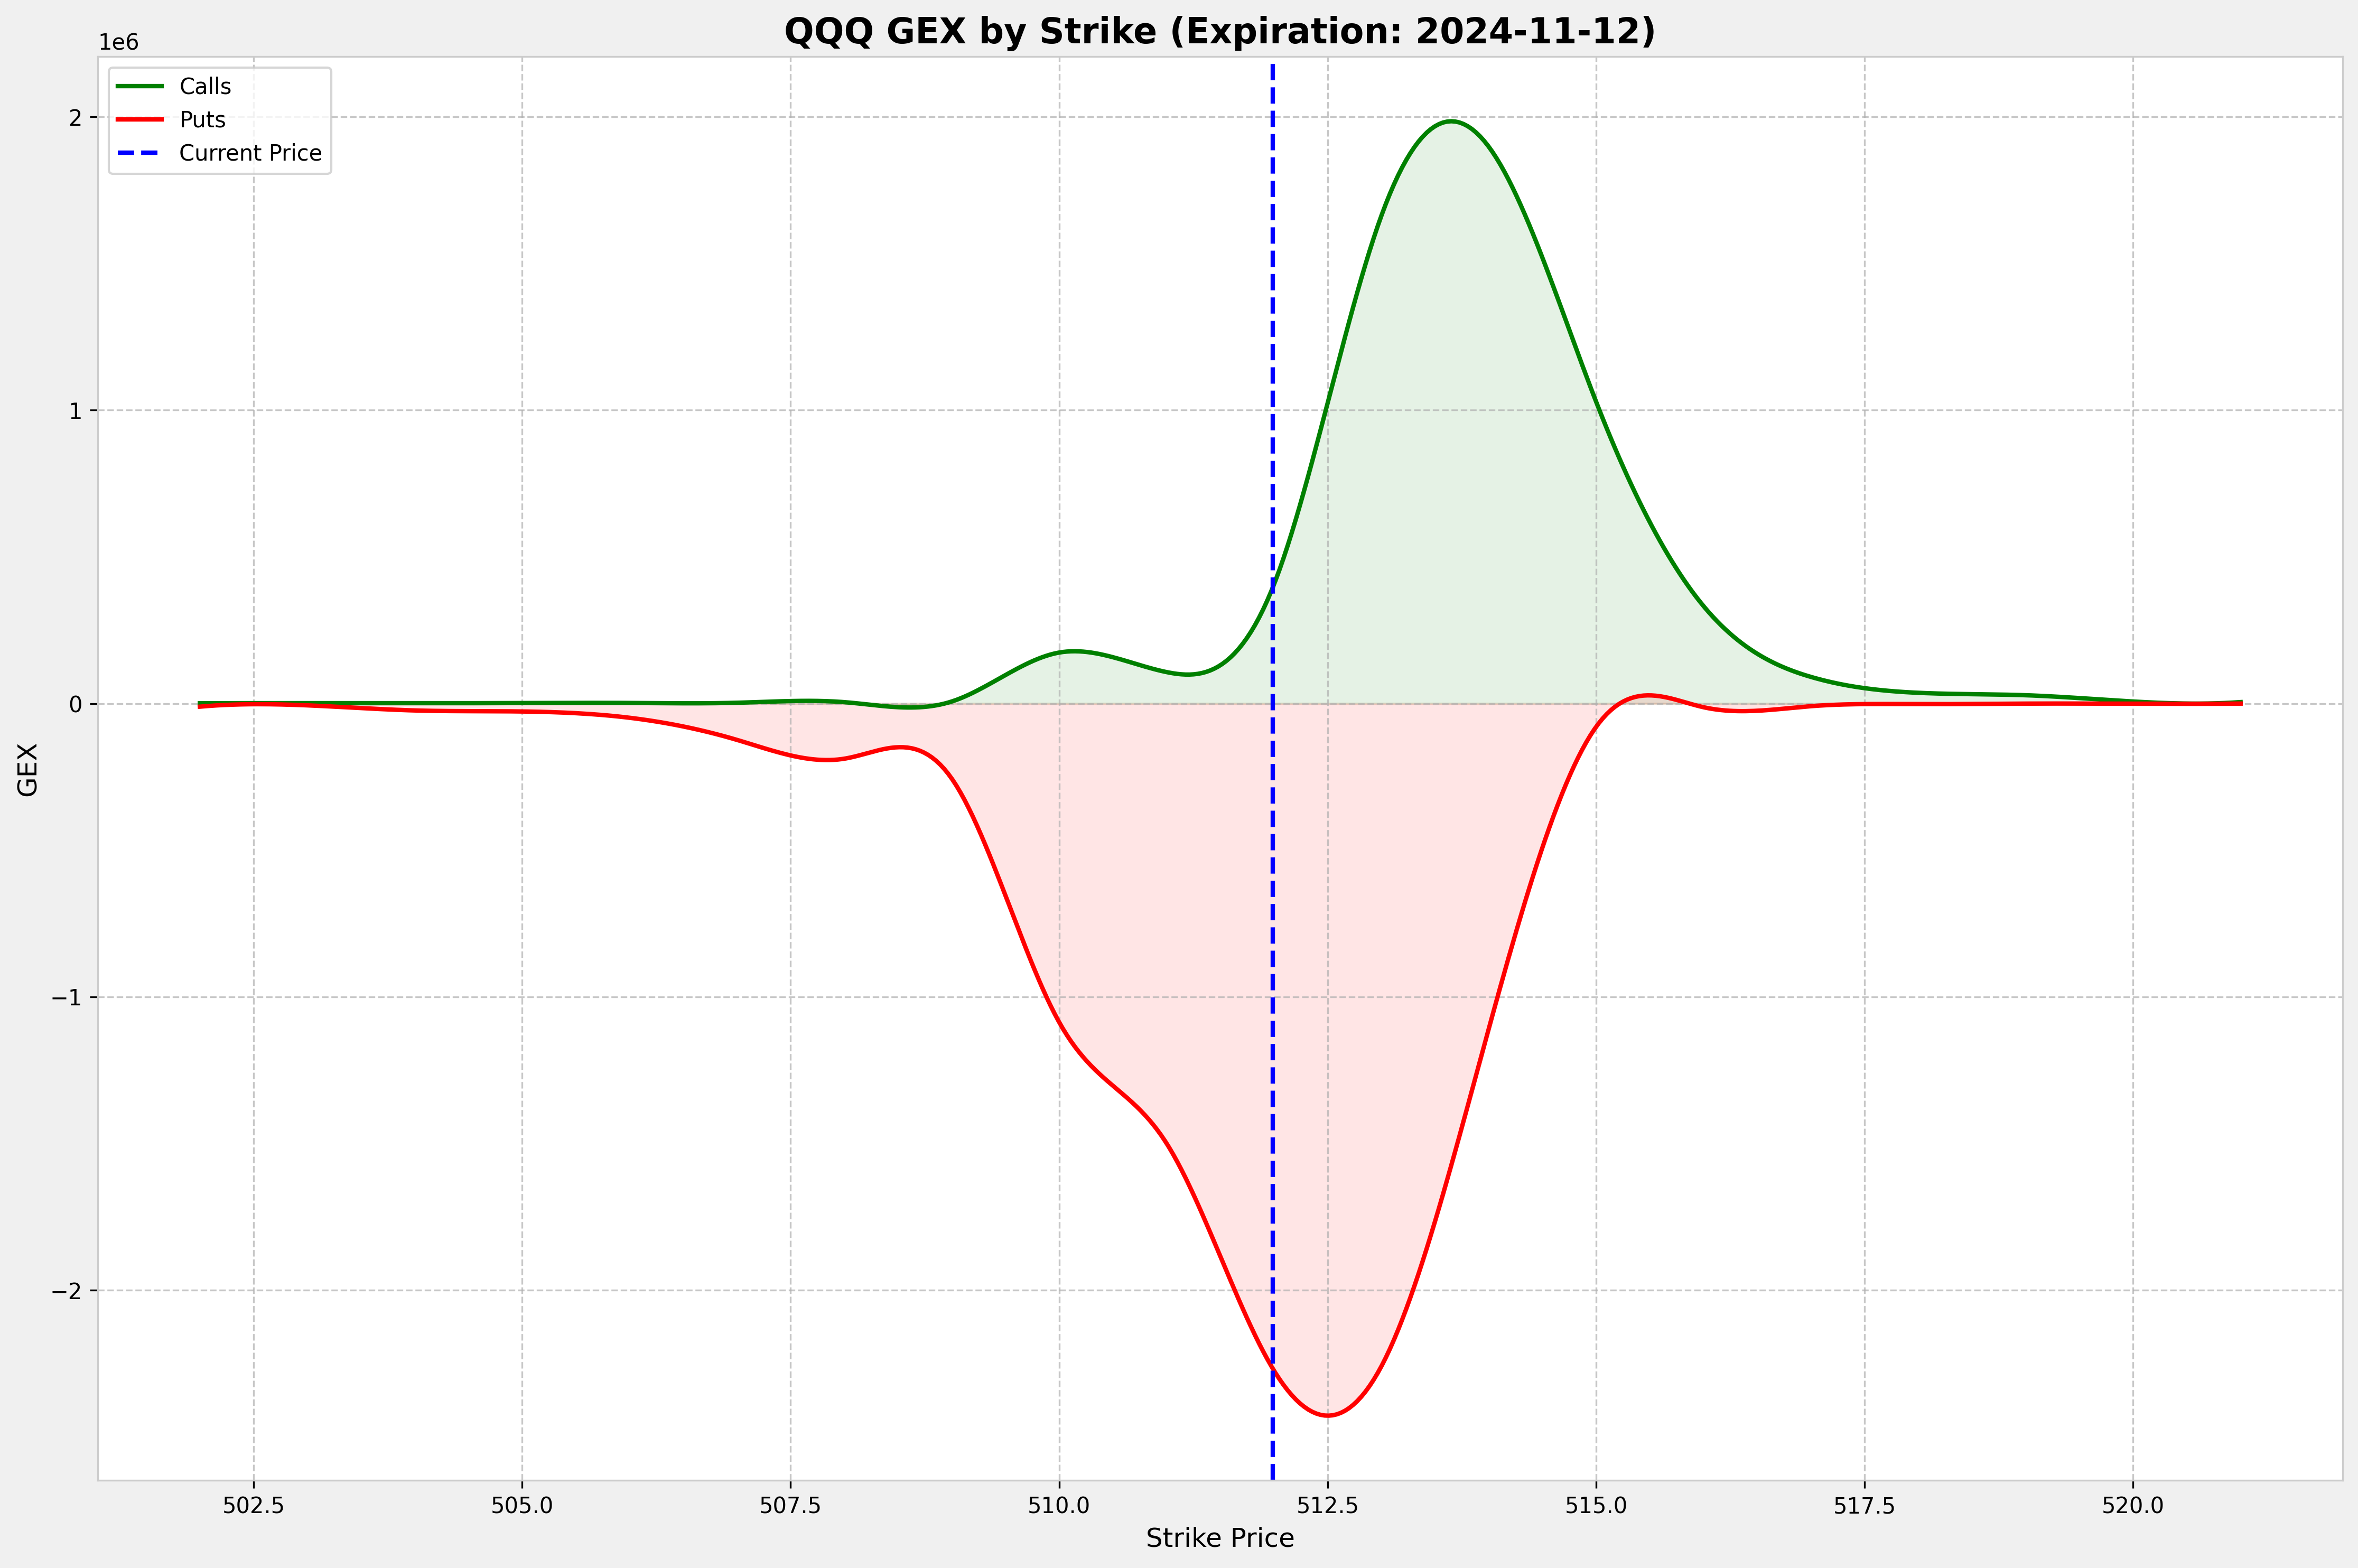 QQQ GEX by Strike (Expiration: 2024-11-12)
1e6
Calls
Puts
Current Price
2
1
0
−1
−2
GEX
502.5 505.0 507.5 510.0 512.5 515.0 517.5 520.0
Strike Price